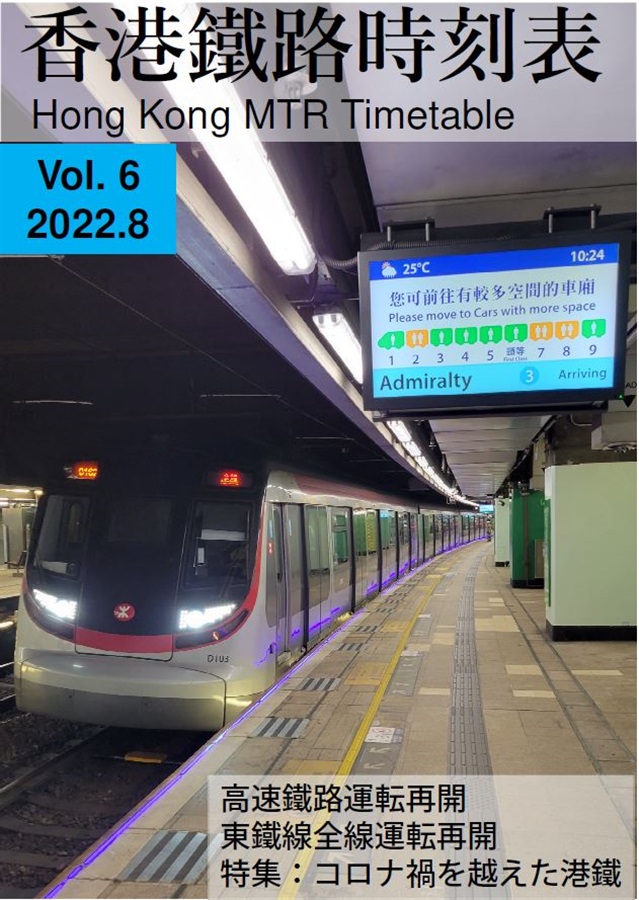 香港鐵路時刻表
Hong Kong MTR Timetable
Vol. 6
2022.8
25°C
10:24
您可前往有較多空間的車廂
Please move to Cars with more space
1 2 3 4 5 頭等 7 8 9
First Class
Admiralty 3 Arriving
D103
高速鐵路運転再開
東鐵線全線運転再開
特集：コロナ禍を越えた港鐵